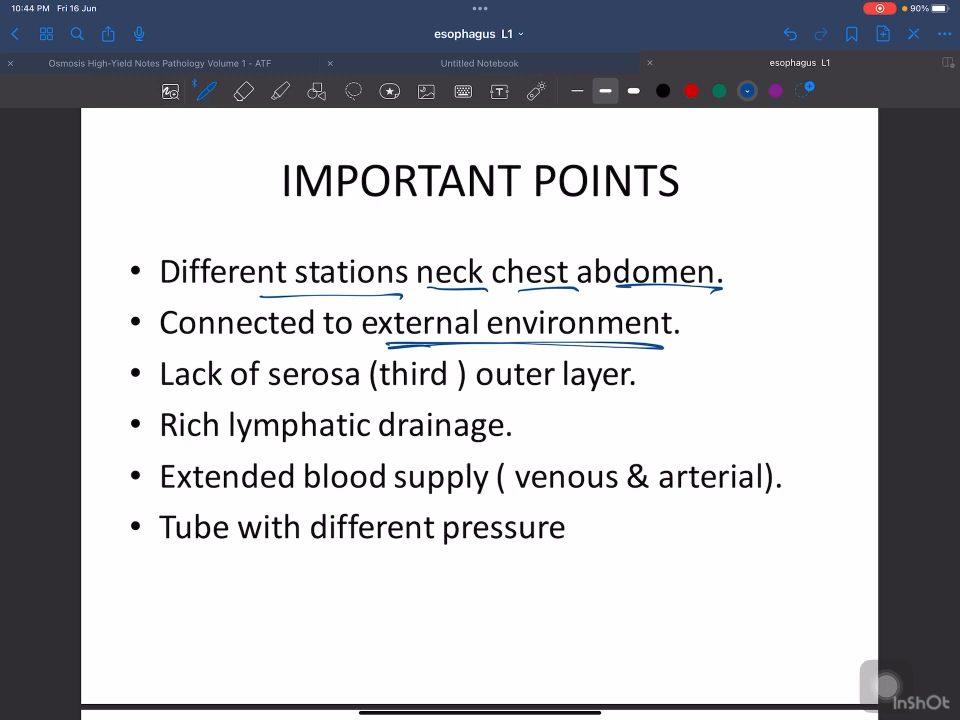 10:44 PM Fri 16 Jun
90%
esophagus L1
Osmosis High-Yield Notes Pathology Volume 1 - ATF
Untitled Notebook
esophagus L1
IMPORTANT POINTS
• Different stations neck chest abdomen.
• Connected to external environment.
• Lack of serosa (third ) outer layer.
• Rich lymphatic drainage.
• Extended blood supply ( venous & arterial).
• Tube with different pressure
InShOt